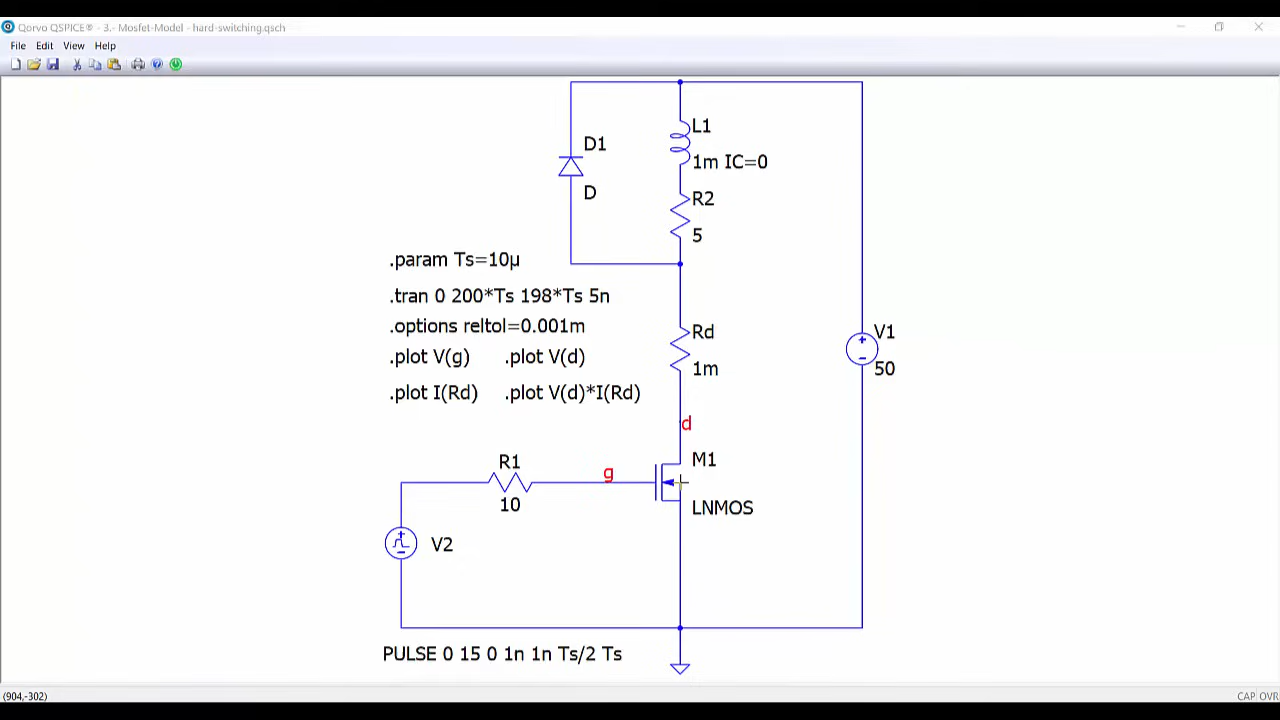 Qorvo QSPICE® - 3.- Mosfet-Model - hard-switching.qsch
File Edit View Help
L1
1m IC=0
D1
D
R2
5
.param Ts=10µ
.tran 0 200*Ts 198*Ts 5n
.options reltol=0.001m
.plot V(g) .plot V(d)
.plot I(Rd) .plot V(d)*I(Rd)
Rd
1m
V1
50
d
M1
LNMOS
R1
10
g
V2
PULSE 0 15 0 1n 1n Ts/2 Ts
(904,-302)
CAP OVR